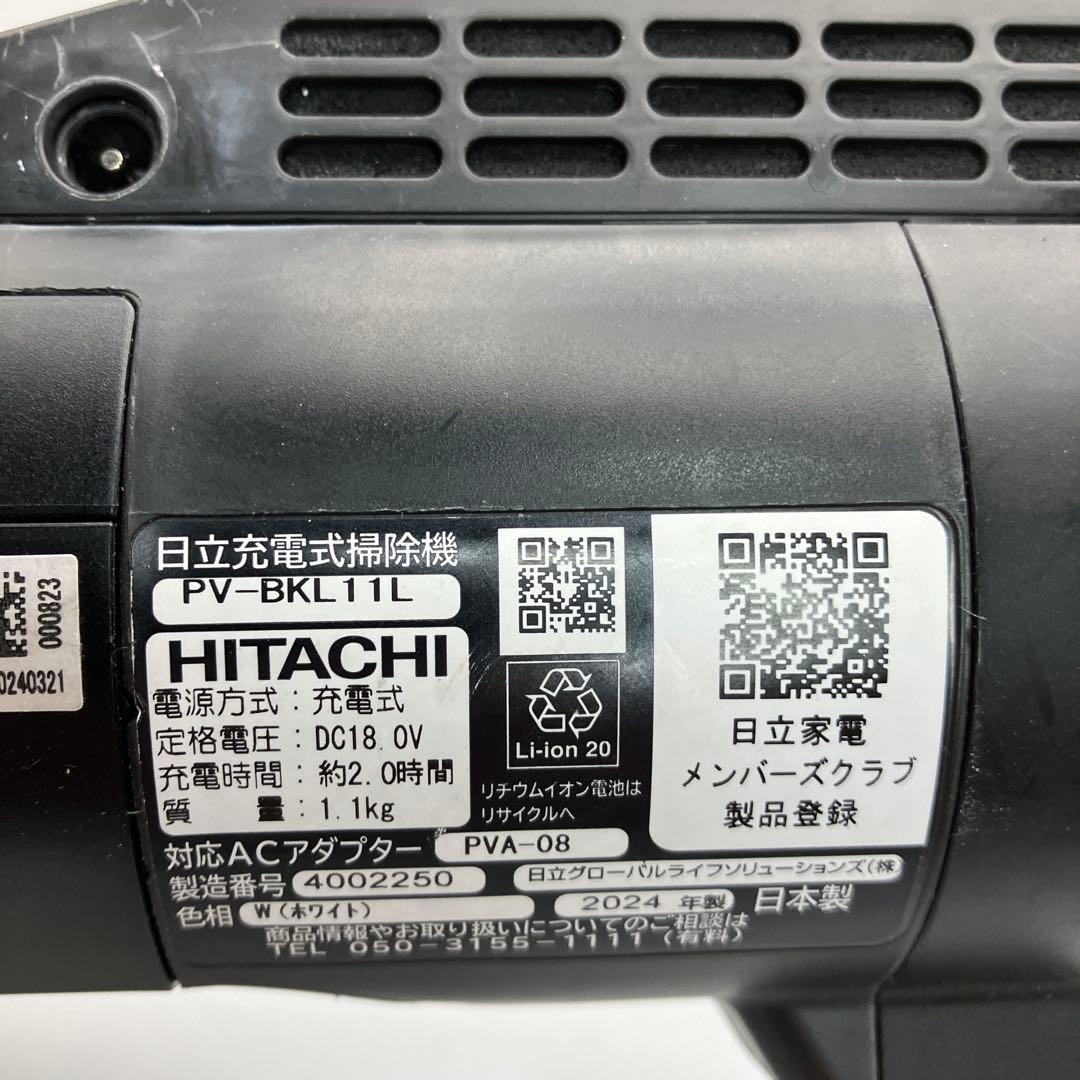 000823
0240321
日立充電式掃除機
PV-BKL11L
HITACHI
電源方式：充電式
定格電圧：DC18.0V
充電時間：約2.0時間
質　　量：1.1kg
Li-ion 20
リチウムイオン電池は
リサイクルへ
日立家電
メンバーズクラブ
製品登録
対応ACアダプター PVA-08
製造番号 4002250
日立グローバルライフソリューションズ(株
色相 W(ホワイト)
2024 年製 日本製
商品情報やお取り扱いについてのご相談は
TEL 050-3155-1111 (有料)